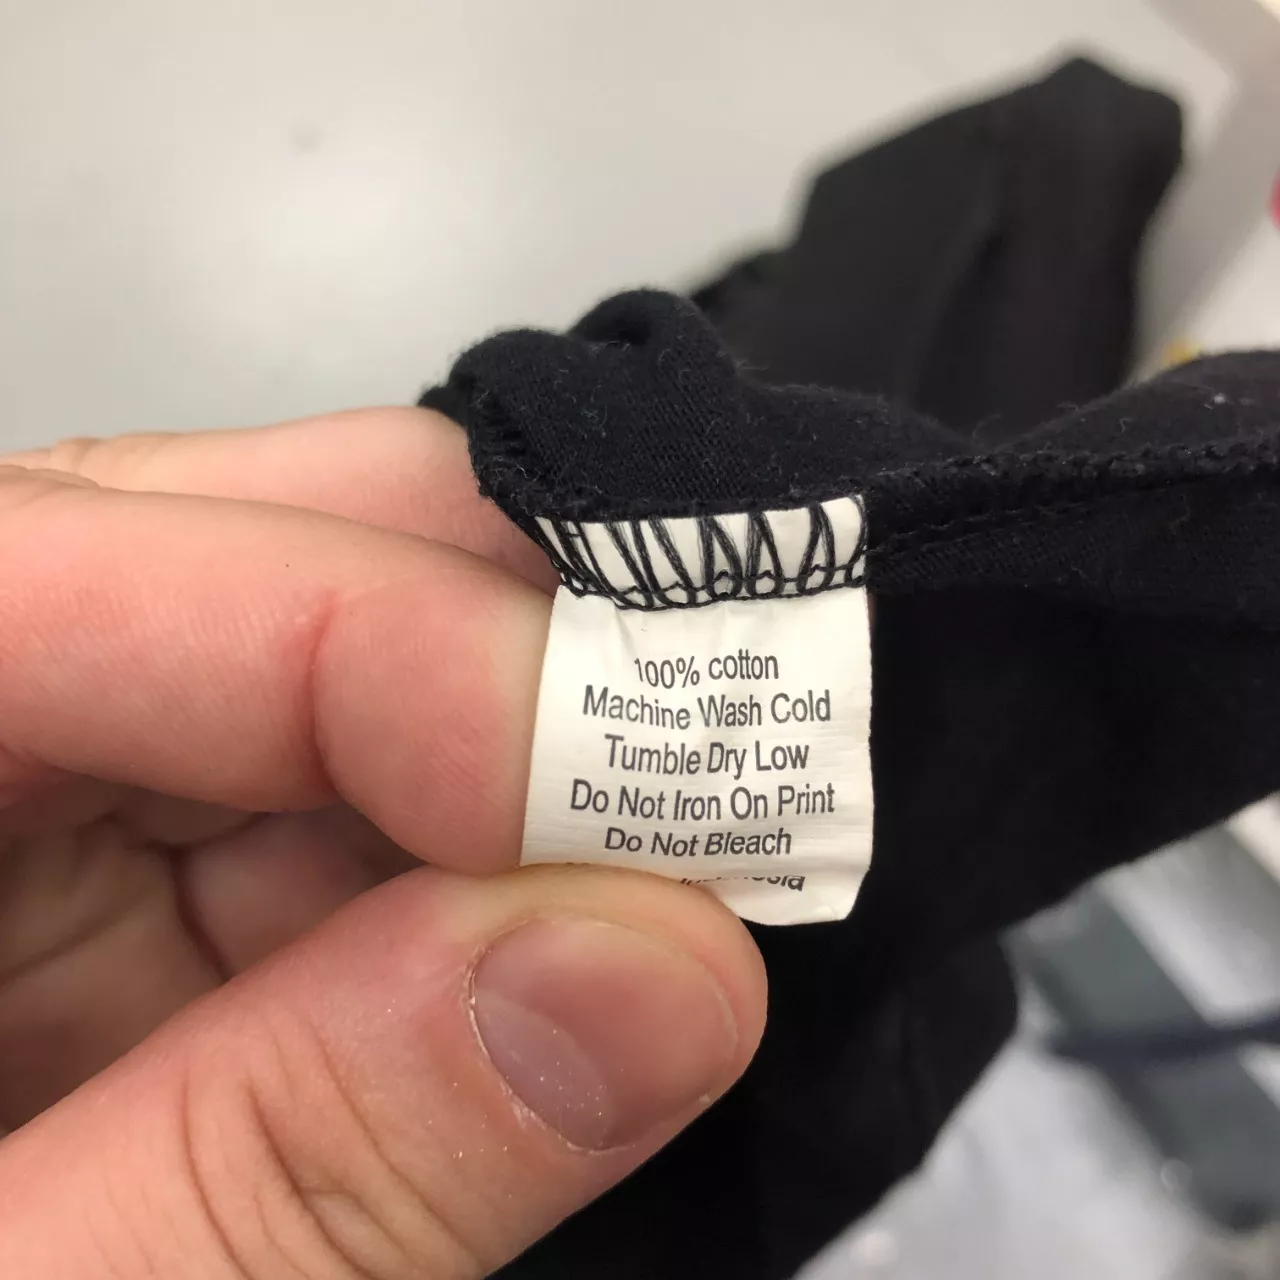 100% cotton
Machine Wash Cold
Tumble Dry Low
Do Not Iron On Print
Do Not Bleach